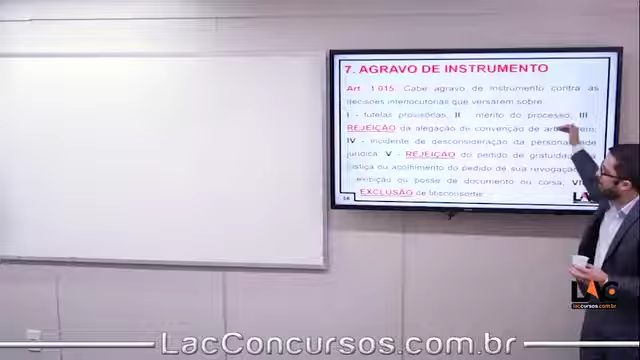 7. AGRAVO DE INSTRUMENTO
Art. 1.015. Cabe agravo de instrumento contra as
decisões interlocutórias que versarem sobre
I - tutelas provisórias, II mérito do processo, III
REJEIÇÃO da alegação de convenção de
IV - incidente de desconsideração da
jurídica. V - REJEIÇÃO do pedido de
justiça ou acolhimento do pedido de sua revogação
exibição ou posse de documento ou coisa,
EXCLUSÃO de litisconsorte
LAC
laccursos.com.br
LacConcursos.com.br